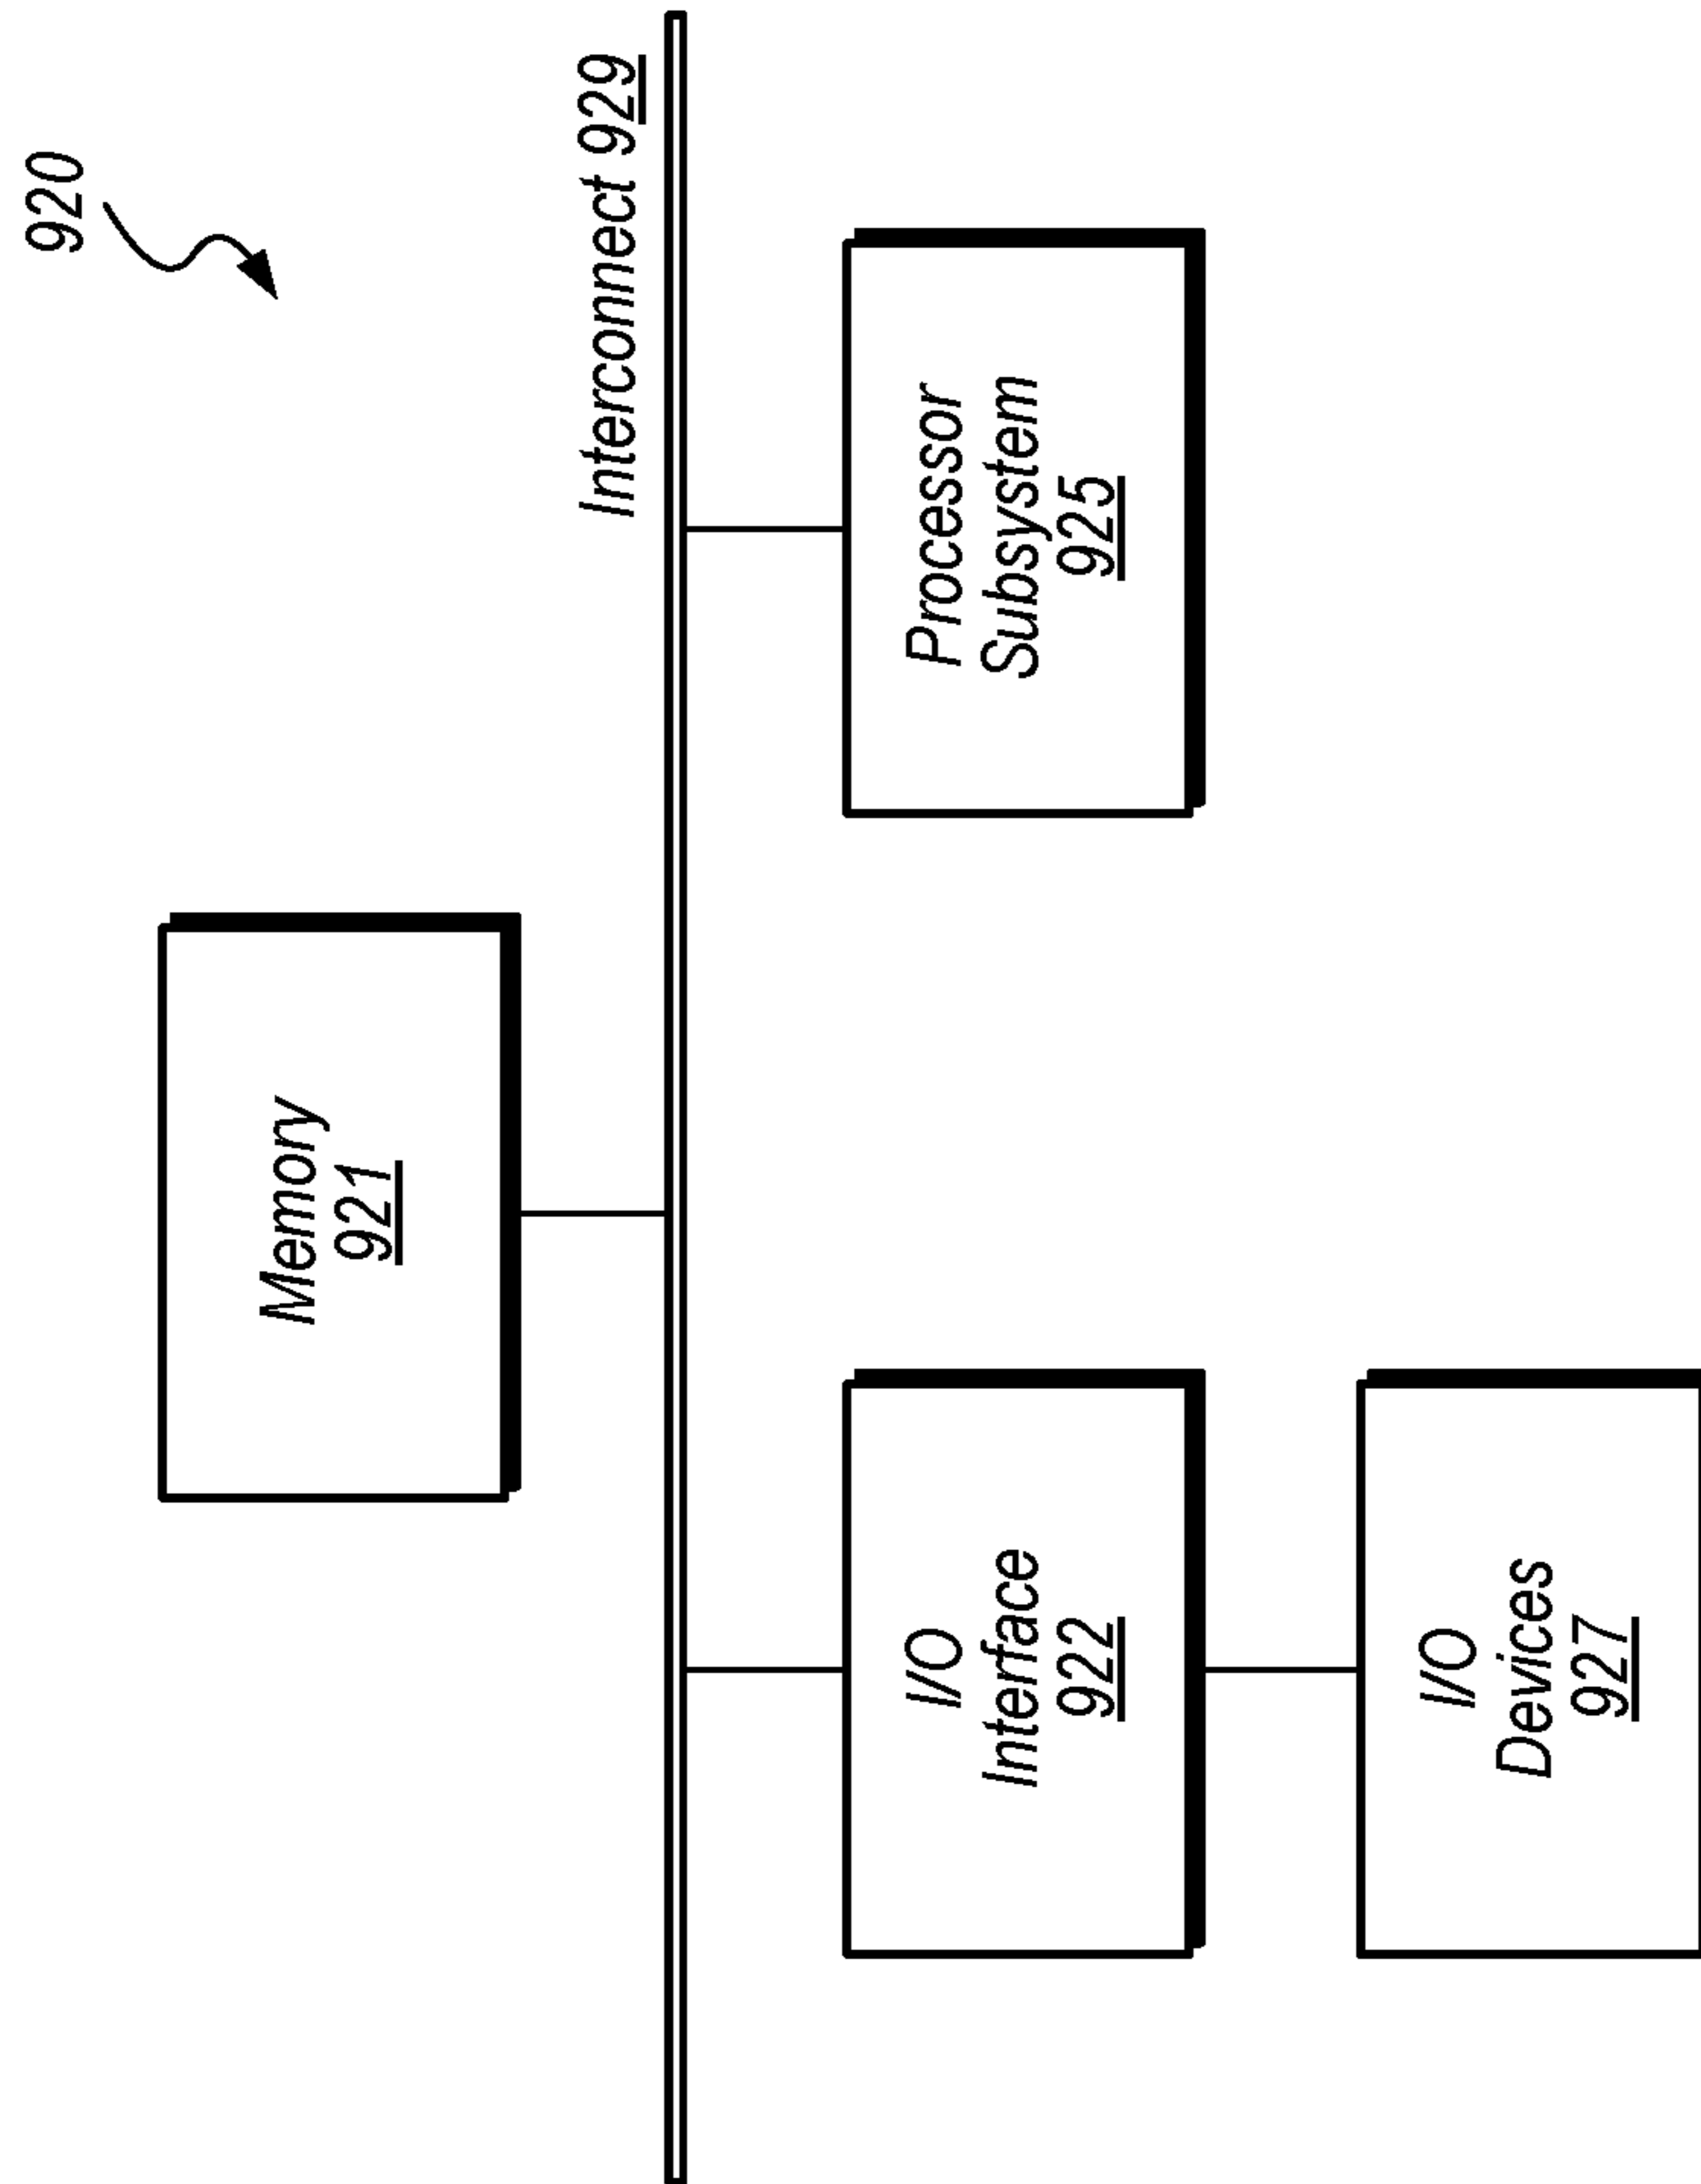 920
Memory
921
Interconnect 929
I/O
Interface
922
Processor
Subsystem
925
I/O
Devices
927